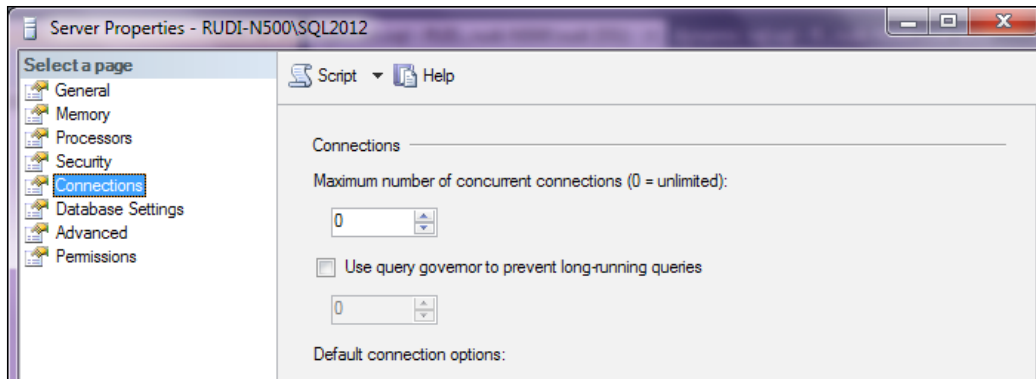 Server Properties - RUDI-N500\SQL2012
Select a page
General
Memory
Processors
Security
Connections
Database Settings
Advanced
Permissions
Script Help
Connections
Maximum number of concurrent connections (0 = unlimited):
0
Use query governor to prevent long-running queries
0
Default connection options: